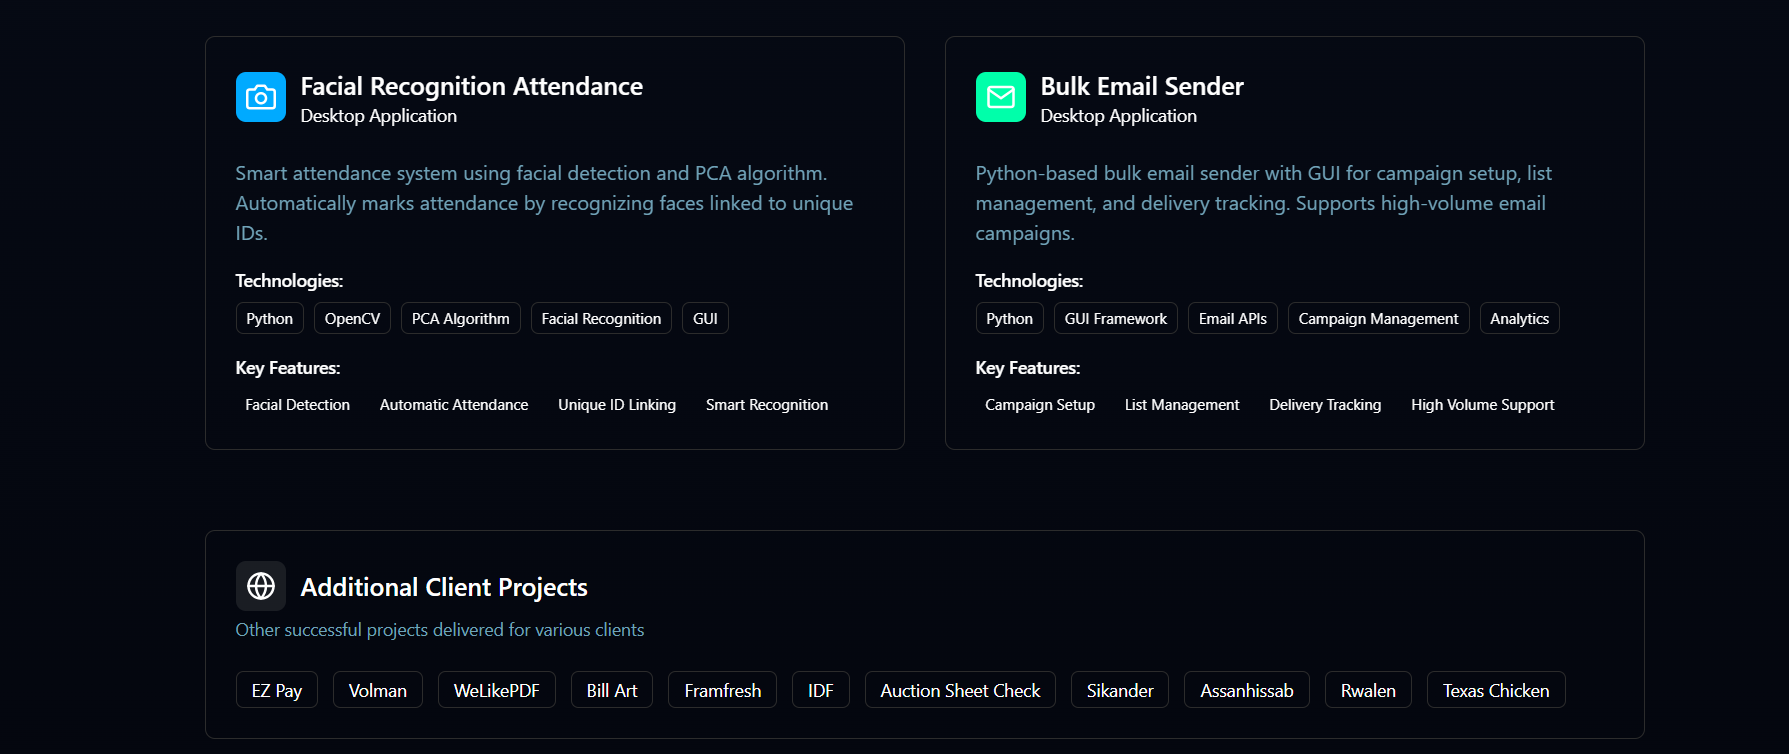 Facial Recognition Attendance
Desktop Application
Smart attendance system using facial detection and PCA algorithm.
Automatically marks attendance by recognizing faces linked to unique
IDs.
Technologies:
Python OpenCV PCA Algorithm Facial Recognition GUI
Key Features:
Facial Detection Automatic Attendance Unique ID Linking Smart Recognition
Bulk Email Sender
Desktop Application
Python-based bulk email sender with GUI for campaign setup, list
management, and delivery tracking. Supports high-volume email
campaigns.
Technologies:
Python GUI Framework Email APIs Campaign Management Analytics
Key Features:
Campaign Setup List Management Delivery Tracking High Volume Support
Additional Client Projects
Other successful projects delivered for various clients
EZ Pay Volman WeLikePDF Bill Art Framfresh IDF Auction Sheet Check Sikander Assanhissab Rwalen Texas Chicken